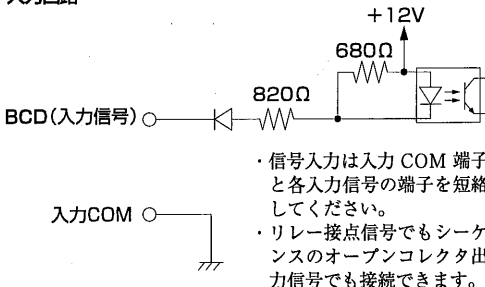 +12V
680Ω
820Ω
BCD(入力信号)
・信号入力は入力 COM 端子
と各入力信号の端子を短絡
してください。
入力COM
・リレー接点信号でもシーケ
ンスのオープンコレクタ出
力信号でも接続できます。